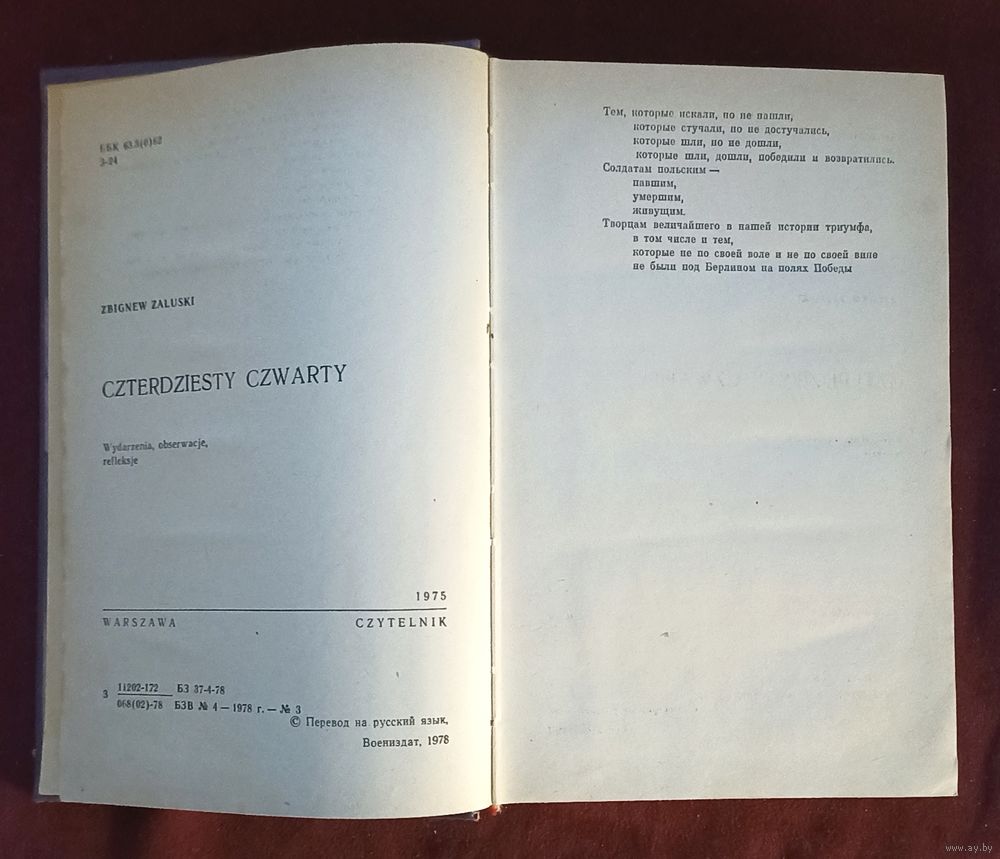 ББК 63.3(0)62
З-24
ZBIGNEW ZAŁUSKI
CZTERDZIESTY CZWARTY
Wydarzenia, obserwacje,
refleksje
1975
WARSZAWA CZYTELNIK
З 11202-172 БЗ 37-4-78
068(02)-78 БЗВ № 4 — 1978 г. — № 3
© Перевод на русский язык,
Воениздат, 1978
Тем, которые искали, но не нашли,
которые стучали, но не достучались,
которые шли, но не дошли,
которые шли, дошли, победили и возвратились.
Солдатам польским —
павшим,
умершим,
живущим.
Творцам величайшего в нашей истории триумфа,
в том числе и тем,
которые не по своей воле и не по своей вине
не были под Берлином на полях Победы
www.ay.by